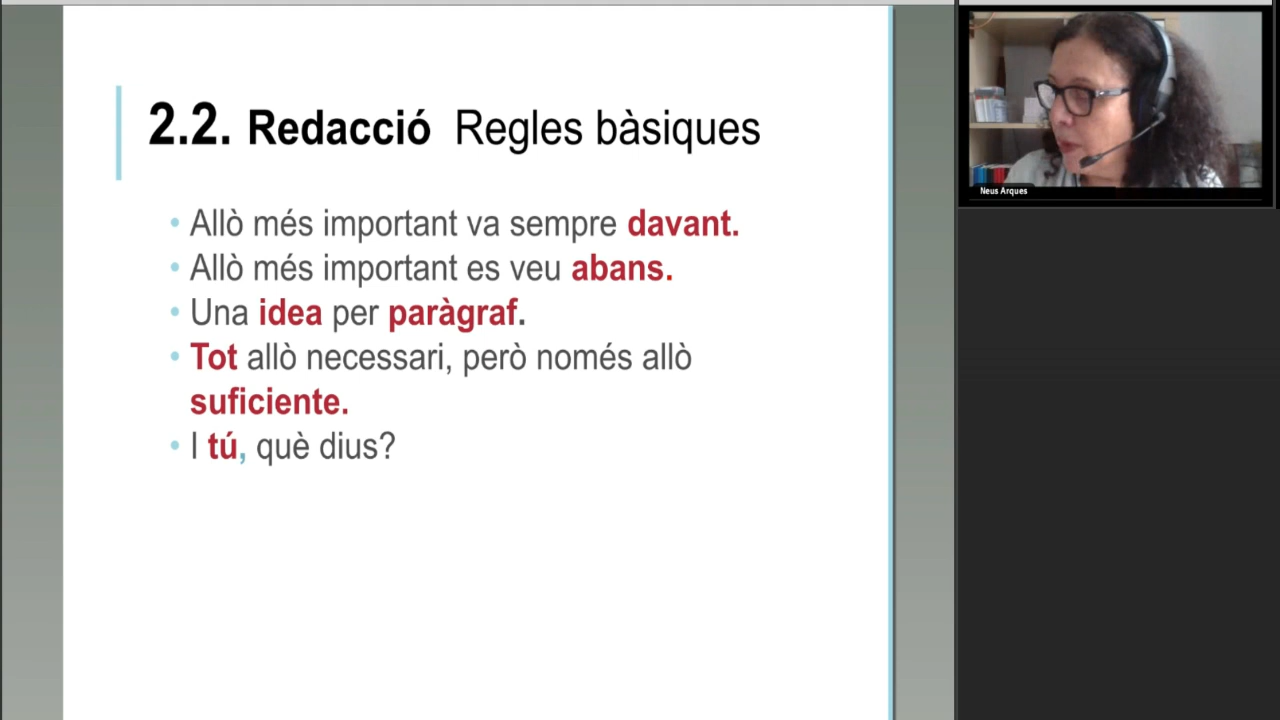 2.2. Redacció Regles bàsiques
• Allò més important va sempre davant.
• Allò més important es veu abans.
• Una idea per paràgraf.
• Tot allò necessari, però només allò
suficiente.
• I tú, què dius?
Neus Arques